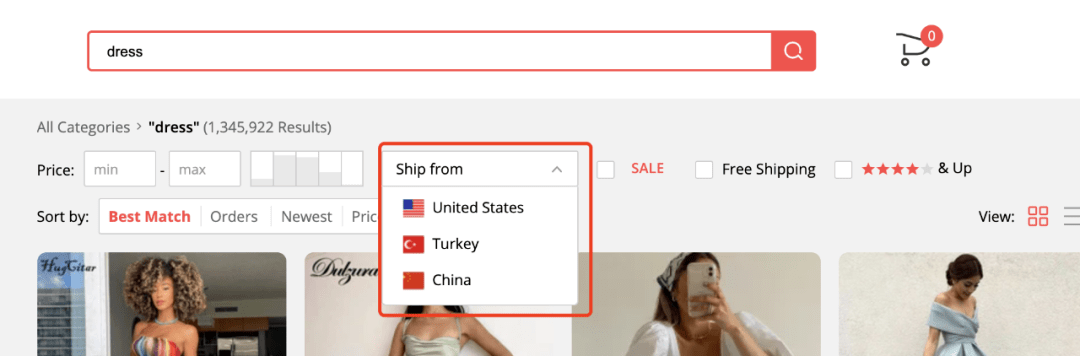 dress
0
All Categories > "dress" (1,345,922 Results)
Price: min - max Ship from SALE Free Shipping & Up
United States
Turkey
China
Sort by: Best Match Orders Newest Pric
View:
HugCitar
Dulzura